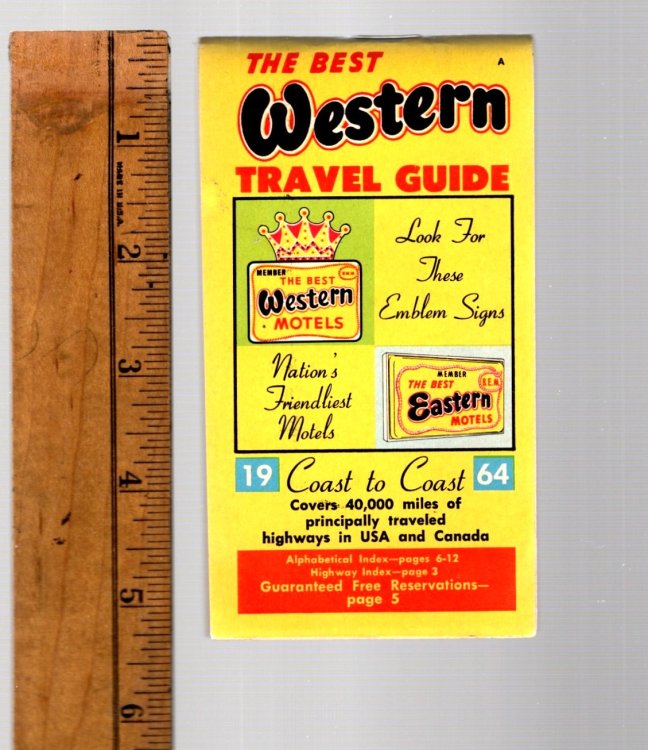 THE BEST
A
Western
TRAVEL GUIDE
MEMBER B.W.M.
THE BEST
Western
MOTELS
Look For
These
Emblem Signs
Nation's
Friendliest
Motels
MEMBER
THE BEST B.E.M.
Eastern
MOTELS
19 Coast to Coast 64
Covers 40,000 miles of
principally traveled
highways in USA and Canada
Alphabetical Index—pages 6-12
Highway Index—page 3
Guaranteed Free Reservations—
page 5
1
MADE IN U.S.A.
2
3
4
5
6